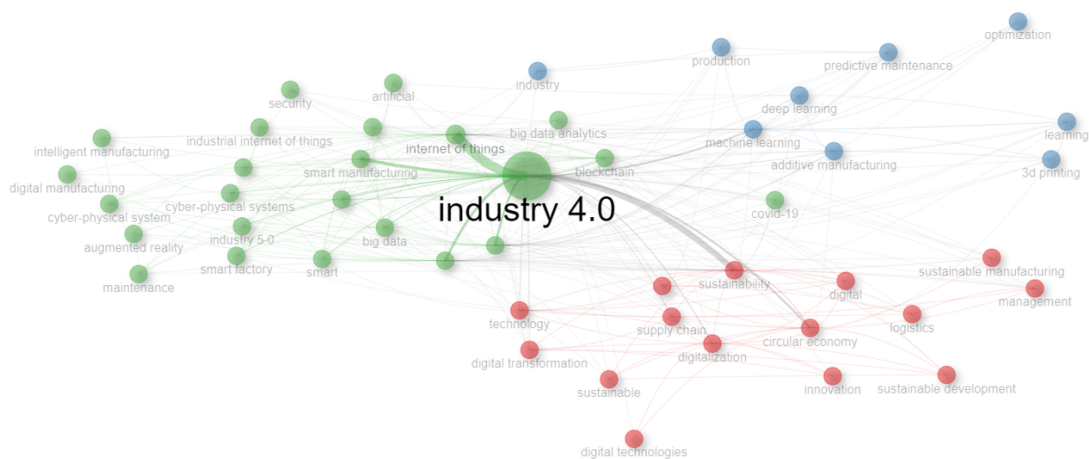 optimization
production
predictive maintenance
industry
artificial
security
deep learning
big data analytics
learning
industrial internet of things
machine learning
internet of things
intelligent manufacturing
additive manufacturing
blockchain
smart manufacturing
3d printing
digital manufacturing
cyber-physical systems
industry 4.0
covid-19
cyber-physical system
industry 5.0
big data
augmented reality
smart factory
smart
sustainable manufacturing
maintenance
sustainability
digital
management
technology
supply chain
logistics
circular economy
digital transformation
digitalization
sustainable
innovation
sustainable development
digital technologies